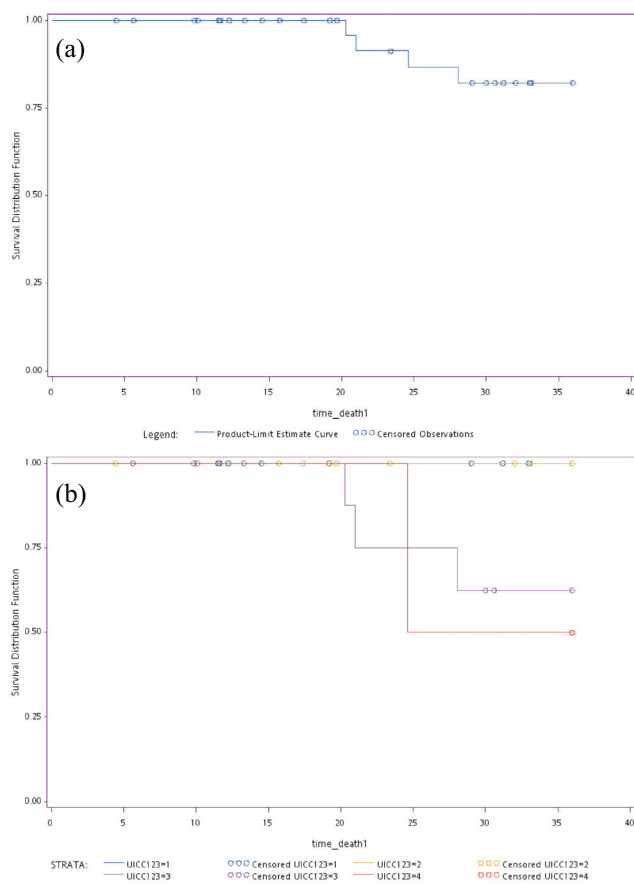 (a)
1.00
0.75
0.50
0.25
0.00
Survival Distribution Function
0 5 10 15 20 25 30 35 40
time_death1
Legend: Product-Limit Estimate Curve Censored Observations
(b)
1.00
0.75
0.50
0.25
0.00
Survival Distribution Function
0 5 10 15 20 25 30 35 40
time_death1
STRATA: UICC123=1 Censored UICC123=1 UICC123=2 Censored UICC123=2
UICC123=3 Censored UICC123=3 UICC123=4 Censored UICC123=4